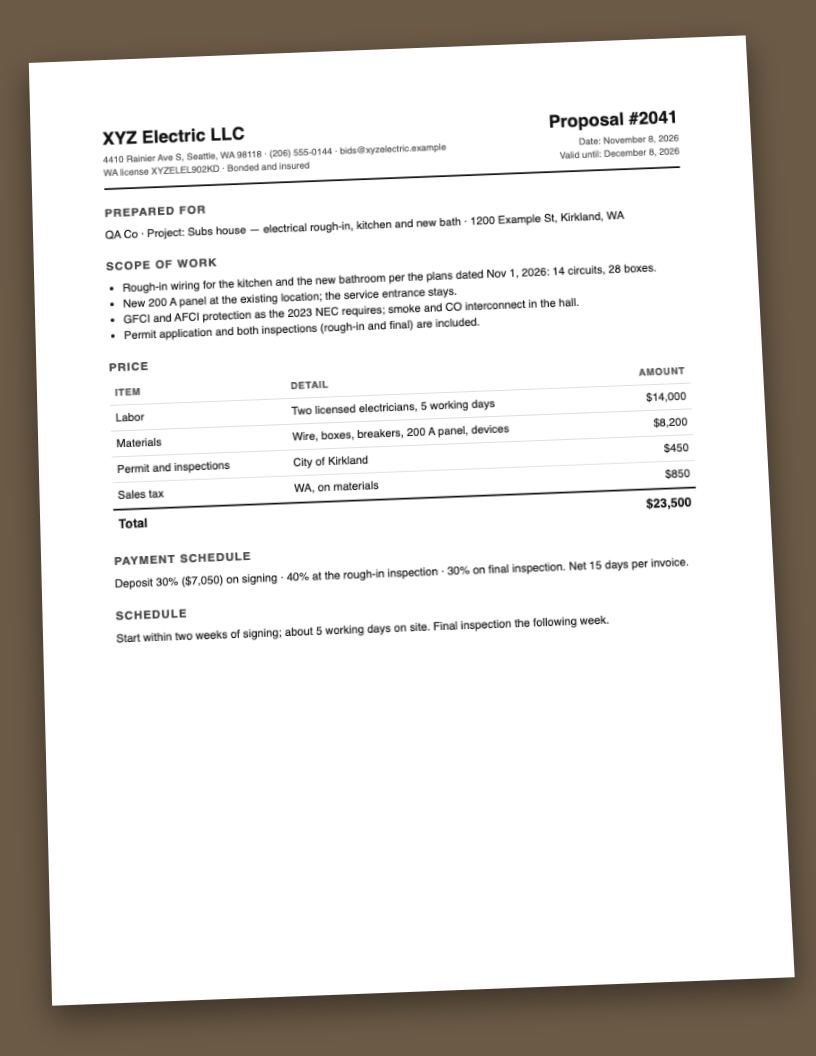 XYZ Electric LLC
Proposal #2041
4410 Rainier Ave S, Seattle, WA 98118 · (206) 555-0144 · bids@xyzelectric.example
Date: November 8, 2026
WA license XYZELEL902KD · Bonded and insured
Valid until: December 8, 2026
PREPARED FOR
QA Co · Project: Subs house — electrical rough-in, kitchen and new bath · 1200 Example St, Kirkland, WA
SCOPE OF WORK
• Rough-in wiring for the kitchen and the new bathroom per the plans dated Nov 1, 2026: 14 circuits, 28 boxes.
• New 200 A panel at the existing location; the service entrance stays.
• GFCI and AFCI protection as the 2023 NEC requires; smoke and CO interconnect in the hall.
• Permit application and both inspections (rough-in and final) are included.
PRICE
ITEM DETAIL AMOUNT
Labor Two licensed electricians, 5 working days $14,000
Materials Wire, boxes, breakers, 200 A panel, devices $8,200
Permit and inspections City of Kirkland $450
Sales tax WA, on materials $850
Total $23,500
PAYMENT SCHEDULE
Deposit 30% ($7,050) on signing · 40% at the rough-in inspection · 30% on final inspection. Net 15 days per invoice.
SCHEDULE
Start within two weeks of signing; about 5 working days on site. Final inspection the following week.